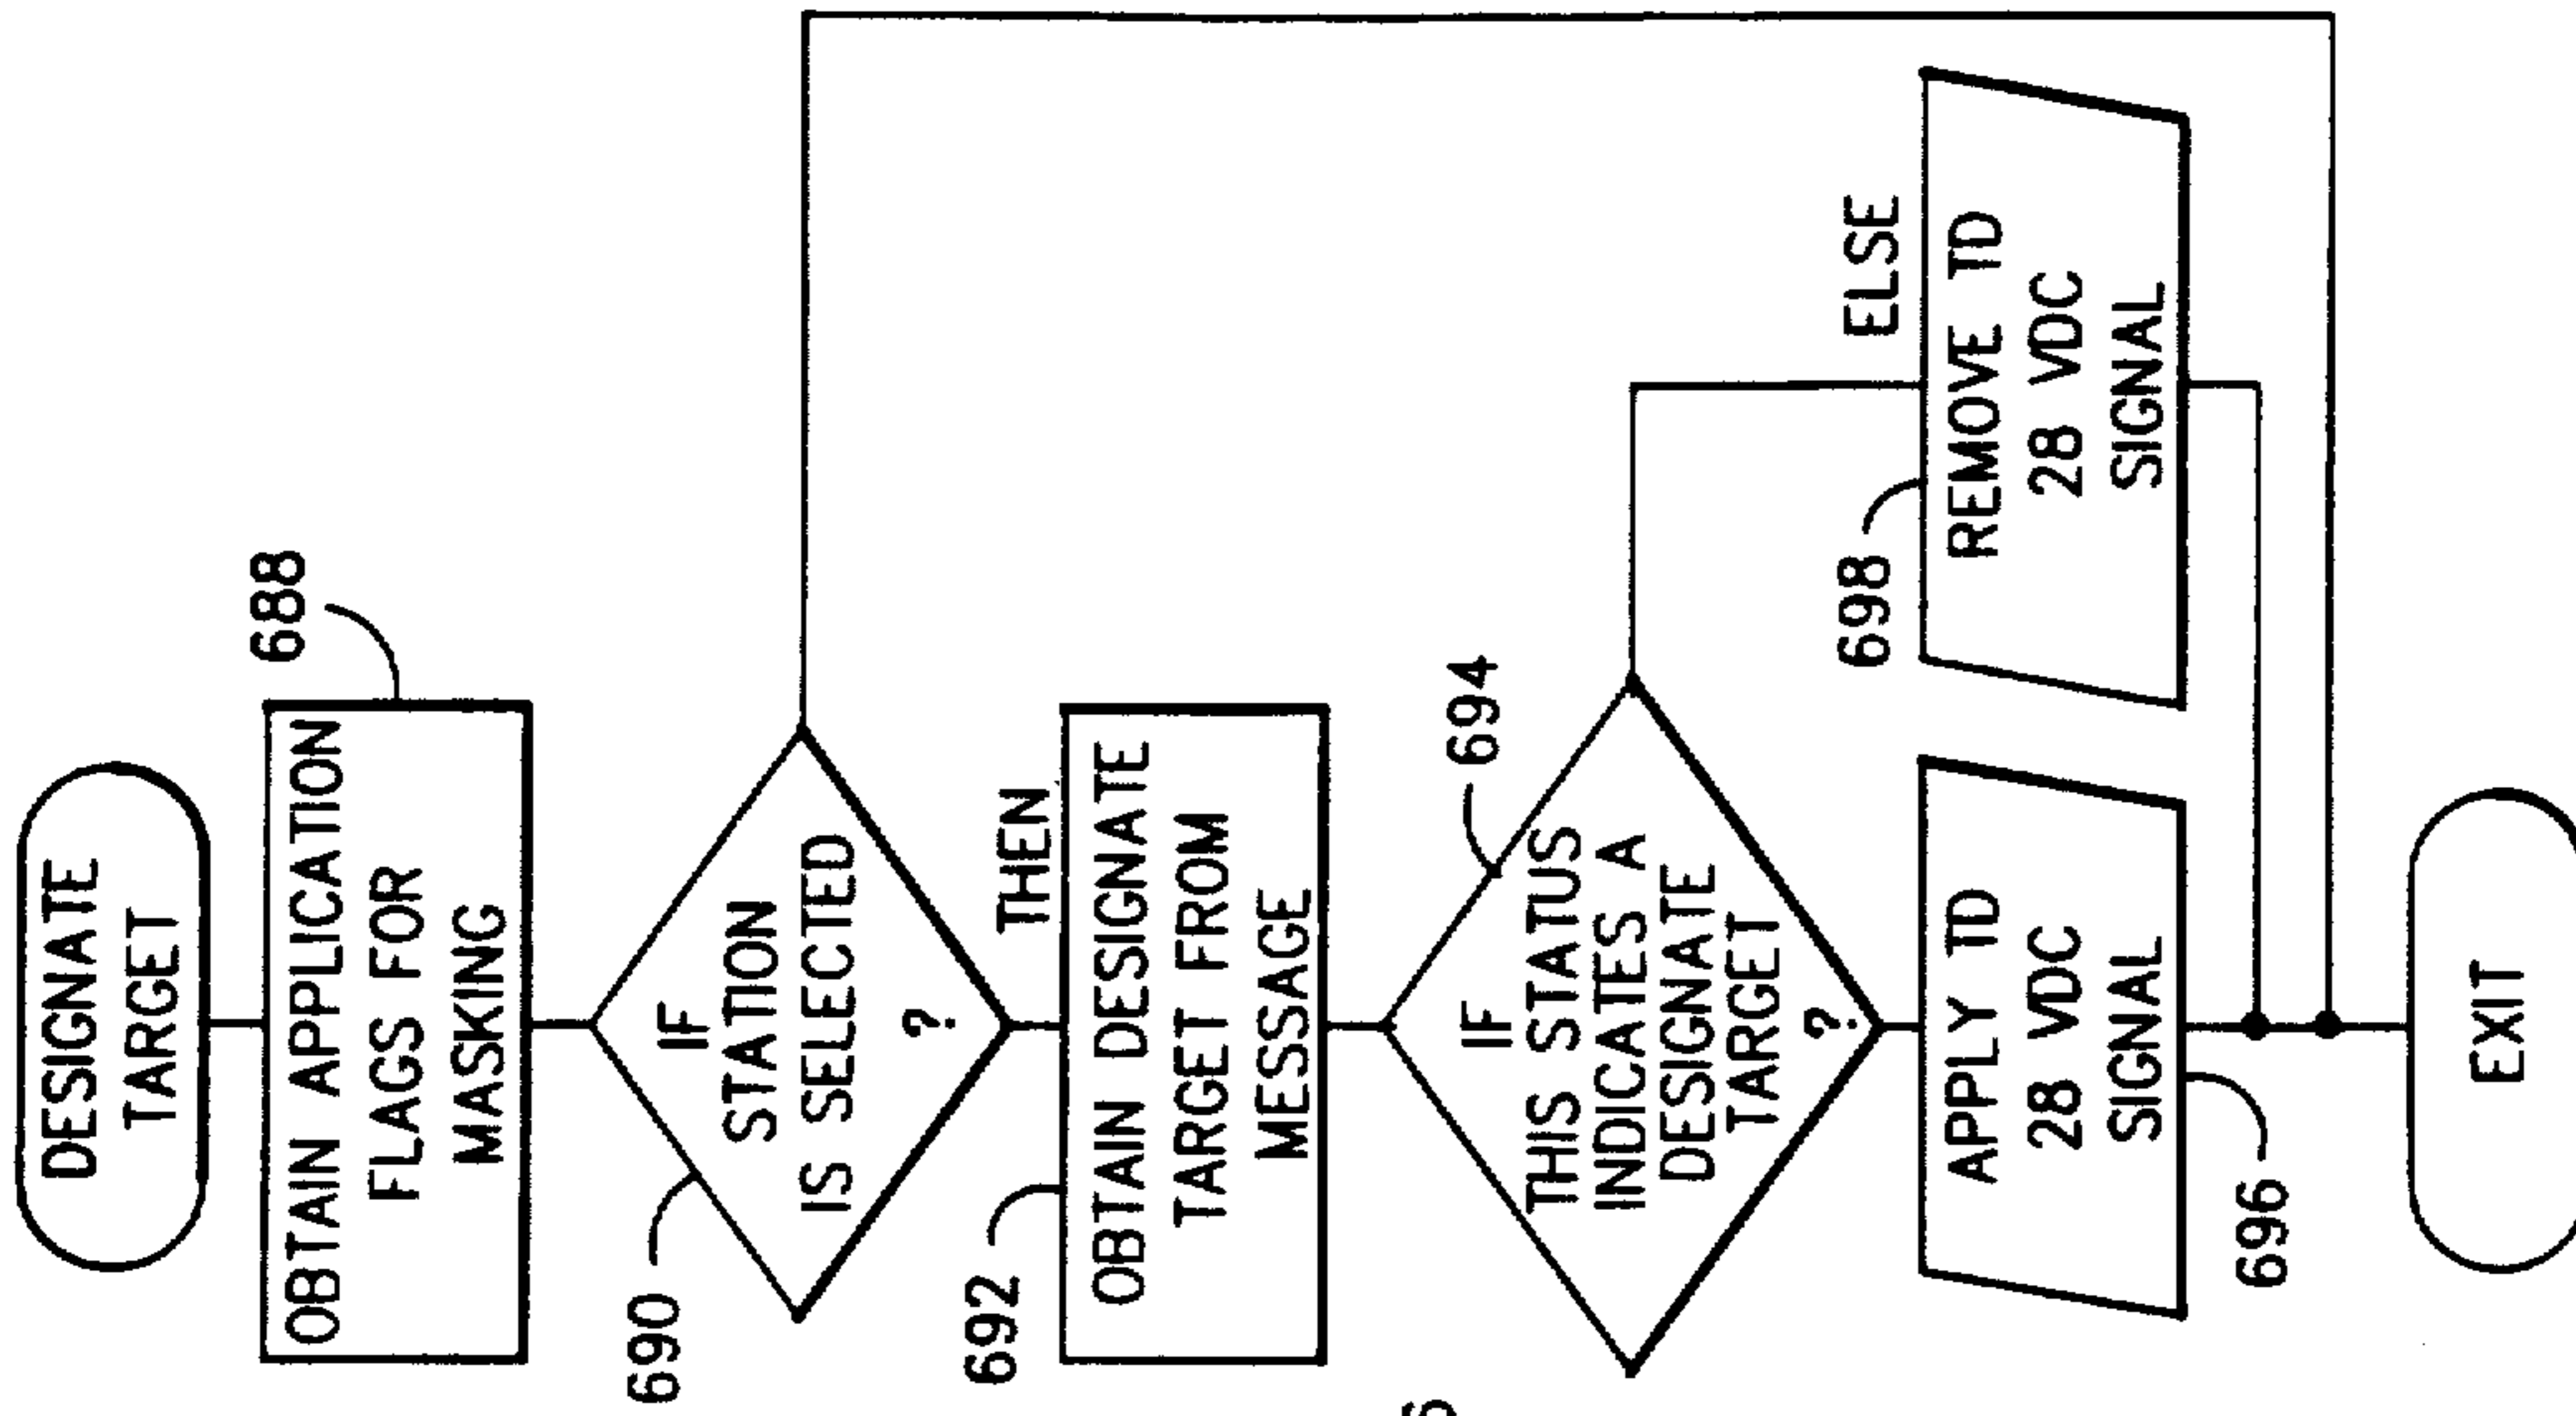 DESIGNATE
TARGET
OBTAIN APPLICATION
FLAGS FOR
MASKING
688
IF
STATION
IS SELECTED
?
690
THEN
OBTAIN DESIGNATE
TARGET FROM
MESSAGE
692
IF
THIS STATUS
INDICATES A
DESIGNATE
TARGET
?
694
APPLY TD
28 VDC
SIGNAL
696
ELSE
REMOVE TD
28 VDC
SIGNAL
698
EXIT